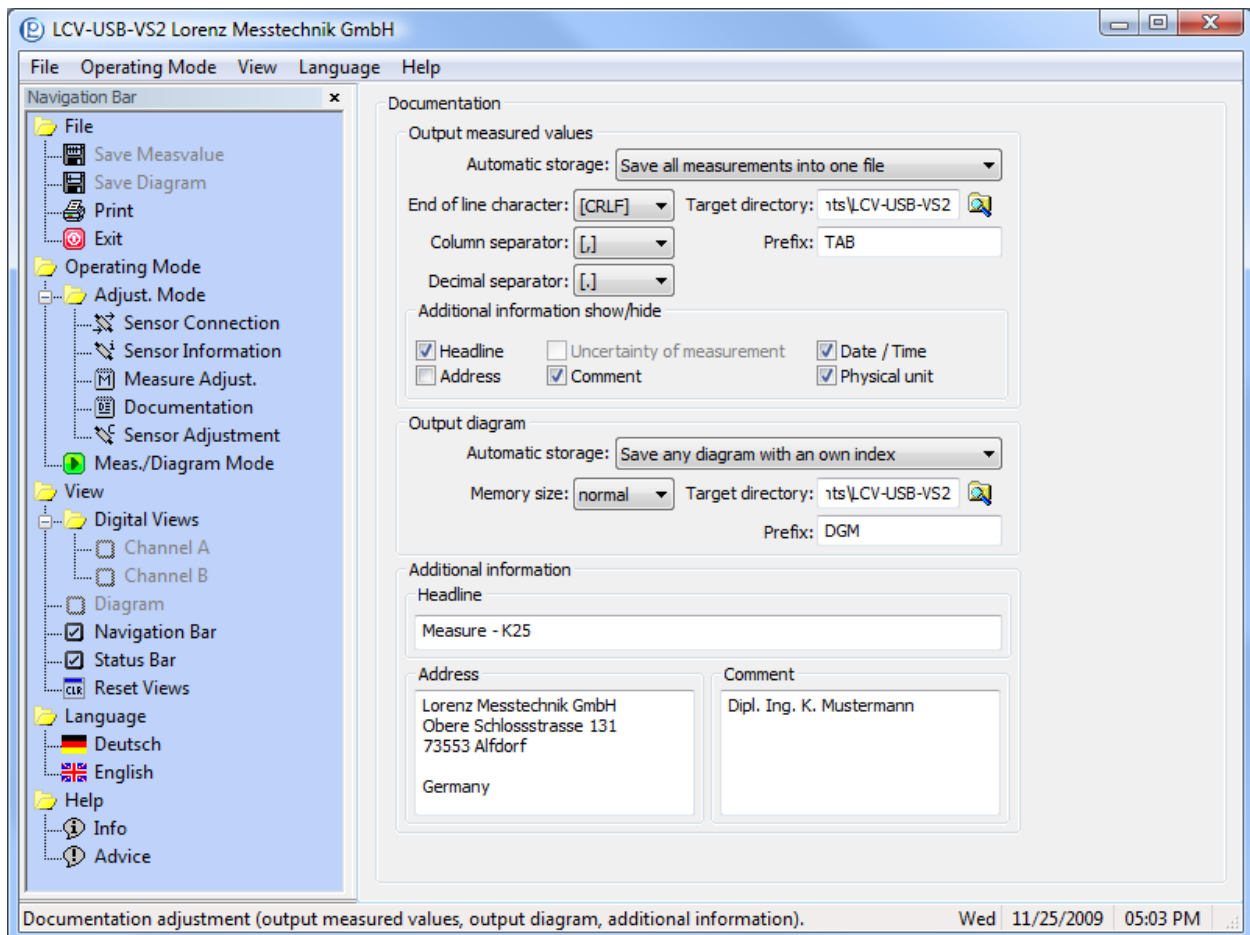 LCV-USB-VS2 Lorenz Messtechnik GmbH
File Operating Mode View Language Help
Navigation Bar
File
Save Measvalue
Save Diagram
Print
Exit
Operating Mode
Adjust. Mode
Sensor Connection
Sensor Information
Measure Adjust.
Documentation
Sensor Adjustment
Meas./Diagram Mode
View
Digital Views
Channel A
Channel B
Diagram
Navigation Bar
Status Bar
CLR Reset Views
Language
Deutsch
English
Help
Info
Advice
Documentation
Output measured values
Automatic storage: Save all measurements into one file
End of line character: [CRLF] Target directory: nts\LCV-USB-VS2
Column separator: [,] Prefix: TAB
Decimal separator: [.]
Additional information show/hide
Headline Uncertainty of measurement Date / Time
Address Comment Physical unit
Output diagram
Automatic storage: Save any diagram with an own index
Memory size: normal Target directory: nts\LCV-USB-VS2
Prefix: DGM
Additional information
Headline
Measure - K25
Address
Lorenz Messtechnik GmbH
Obere Schlossstrasse 131
73553 Alfdorf
Germany
Comment
Dipl. Ing. K. Mustermann
Documentation adjustment (output measured values, output diagram, additional information). Wed 11/25/2009 05:03 PM